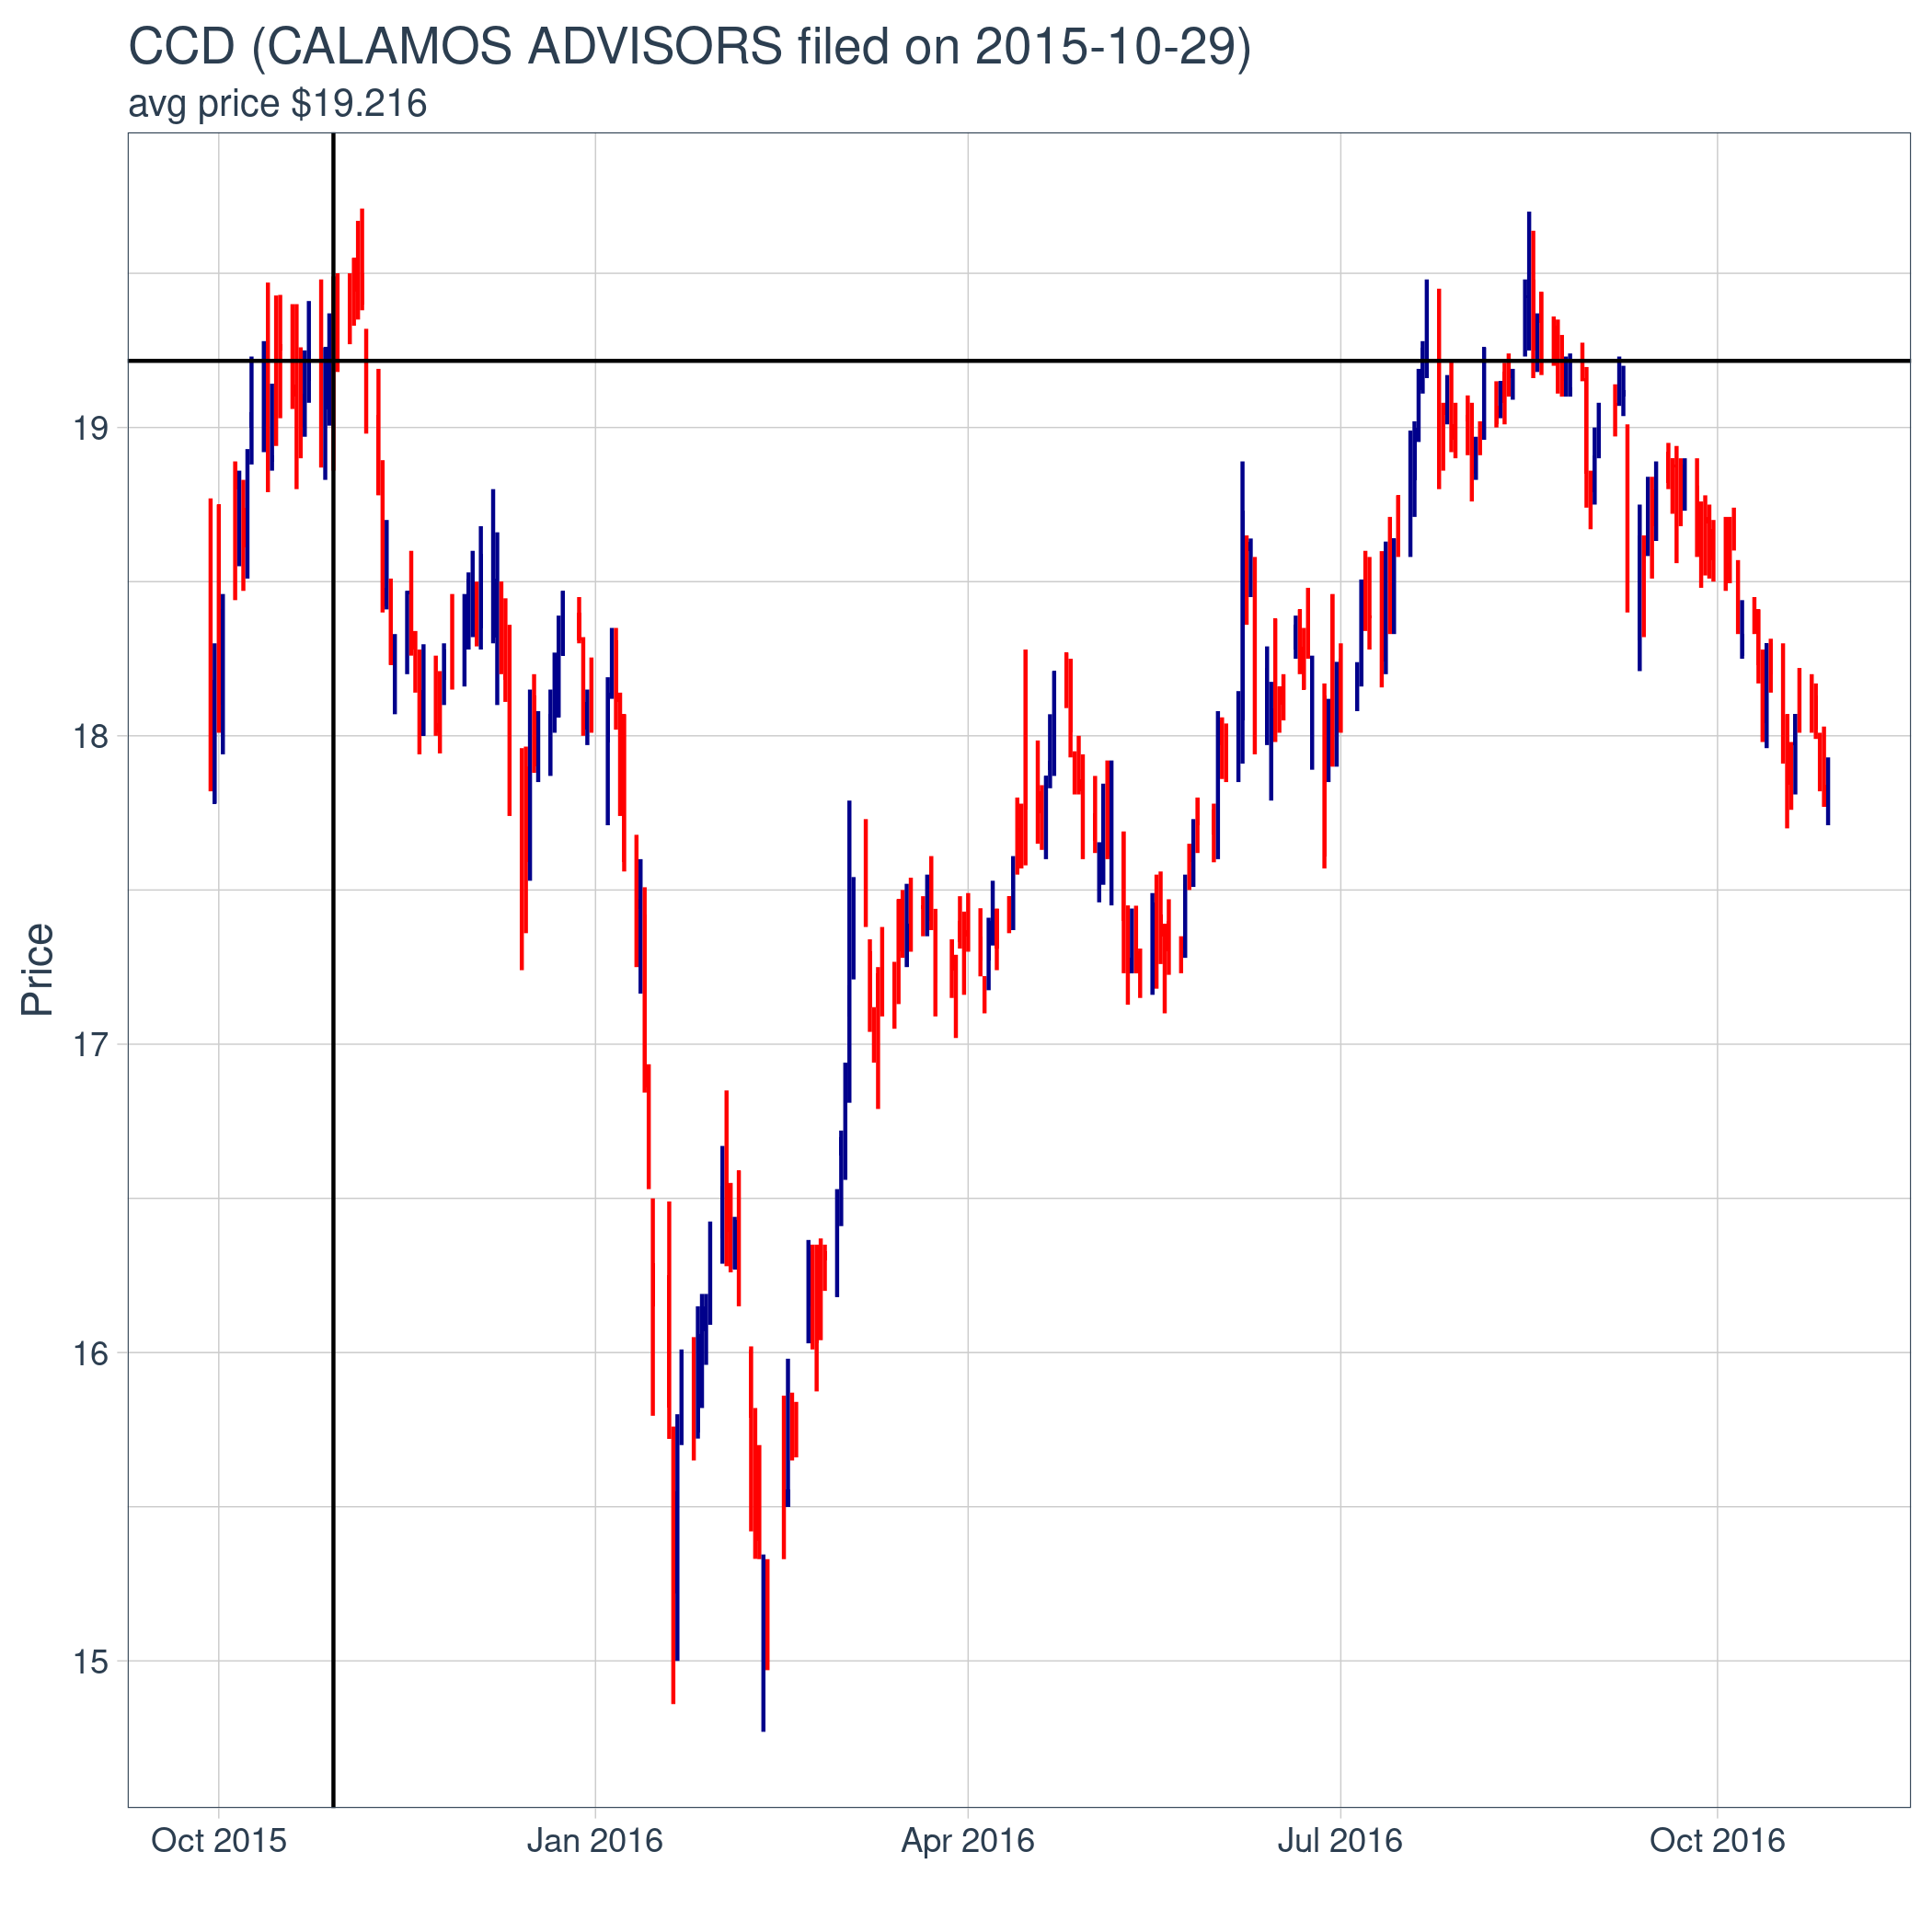 CCD (CALAMOS ADVISORS filed on 2015-10-29)
avg price $19.216
Price
19
18
17
16
15
Oct 2015
Jan 2016
Apr 2016
Jul 2016
Oct 2016